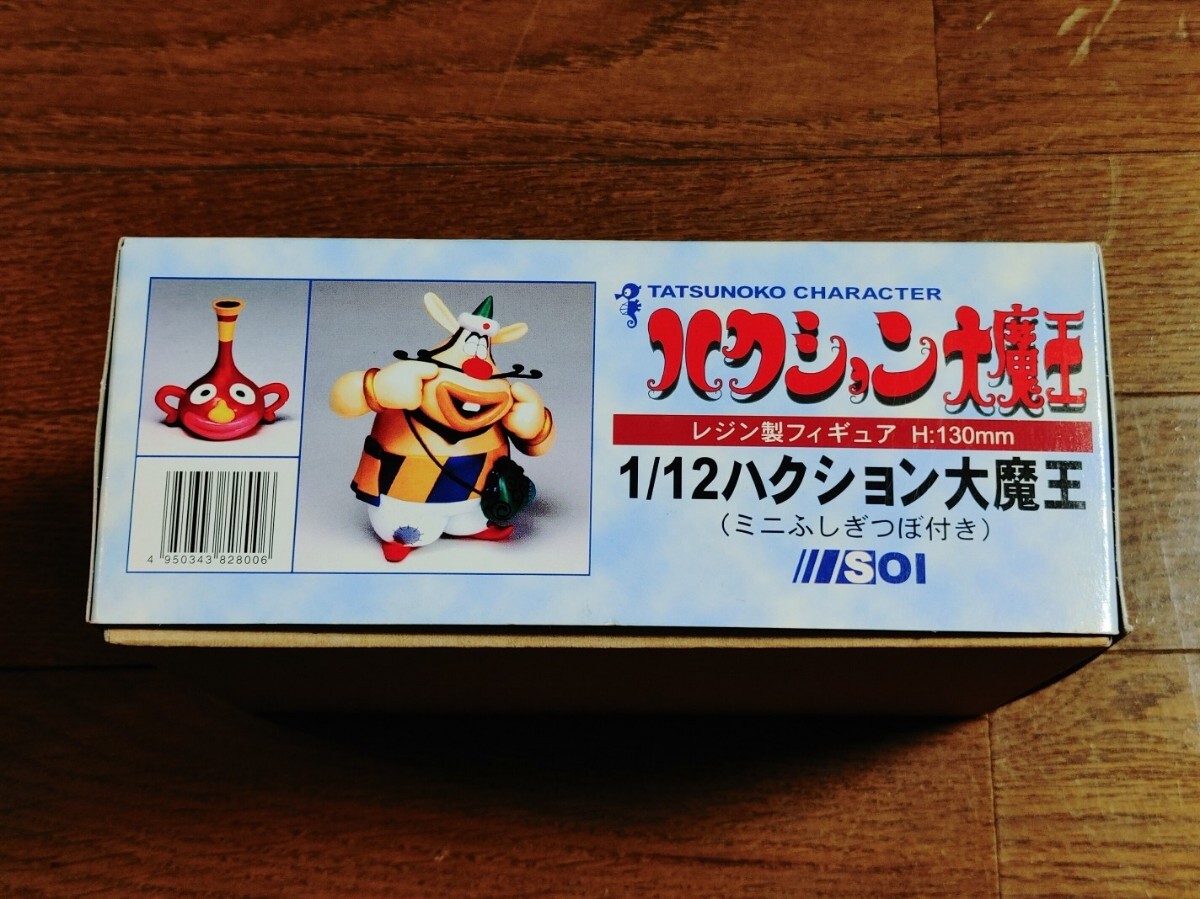 TATSUNOKO CHARACTER
ハクション大魔王
レジン製フィギュア H:130mm
1/12ハクション大魔王
(ミニふしぎつぼ付き)
SOI
4 950343 828006